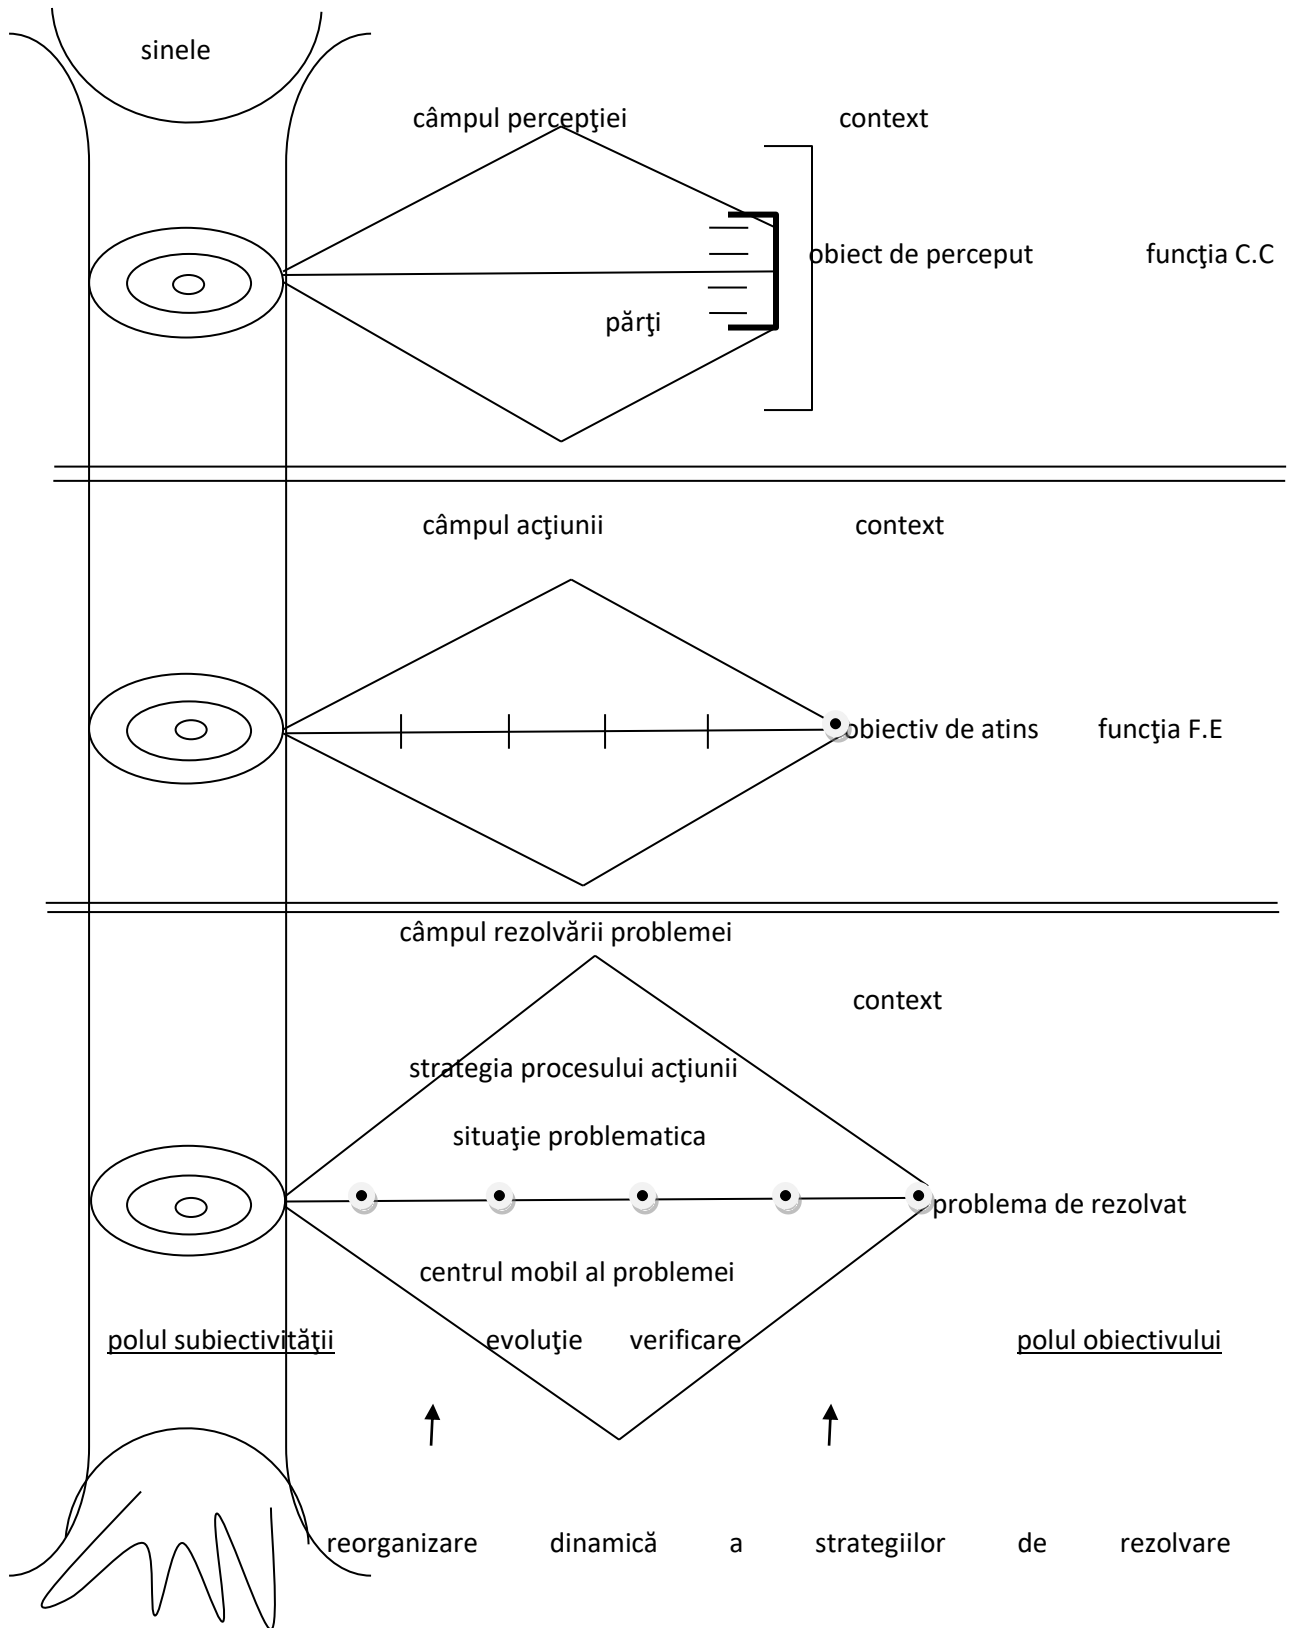 sinele
câmpul percepţiei context
obiect de perceput funcţia C.C
părţi
câmpul acţiunii context
obiectiv de atins funcţia F.E
câmpul rezolvării problemei
context
strategia procesului acţiunii
situaţie problematica
problema de rezolvat
centrul mobil al problemei
polul subiectivităţii evoluţie verificare polul obiectivului
reorganizare dinamică a strategiilor de rezolvare